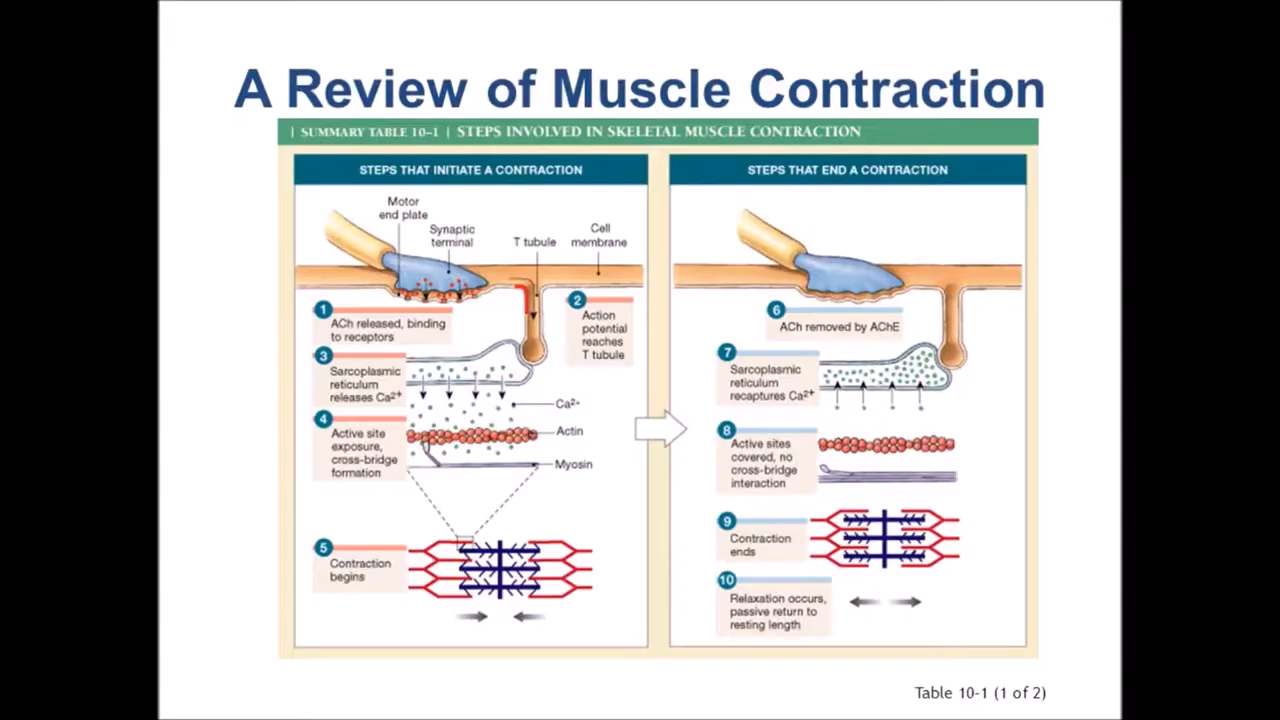 A Review of Muscle Contraction
| SUMMARY TABLE 10–1 | STEPS INVOLVED IN SKELETAL MUSCLE CONTRACTION
STEPS THAT INITIATE A CONTRACTION
Motor
end plate
Synaptic
terminal
T tubule
Cell
membrane
1
ACh released, binding
to receptors
2
Action
potential
reaches
T tubule
3
Sarcoplasmic
reticulum
releases Ca2+
Ca2+
4
Active site
exposure,
cross-bridge
formation
Actin
Myosin
5
Contraction
begins
STEPS THAT END A CONTRACTION
6
ACh removed by AChE
7
Sarcoplasmic
reticulum
recaptures Ca2+
8
Active sites
covered, no
cross-bridge
interaction
9
Contraction
ends
10
Relaxation occurs,
passive return to
resting length
Table 10-1 (1 of 2)